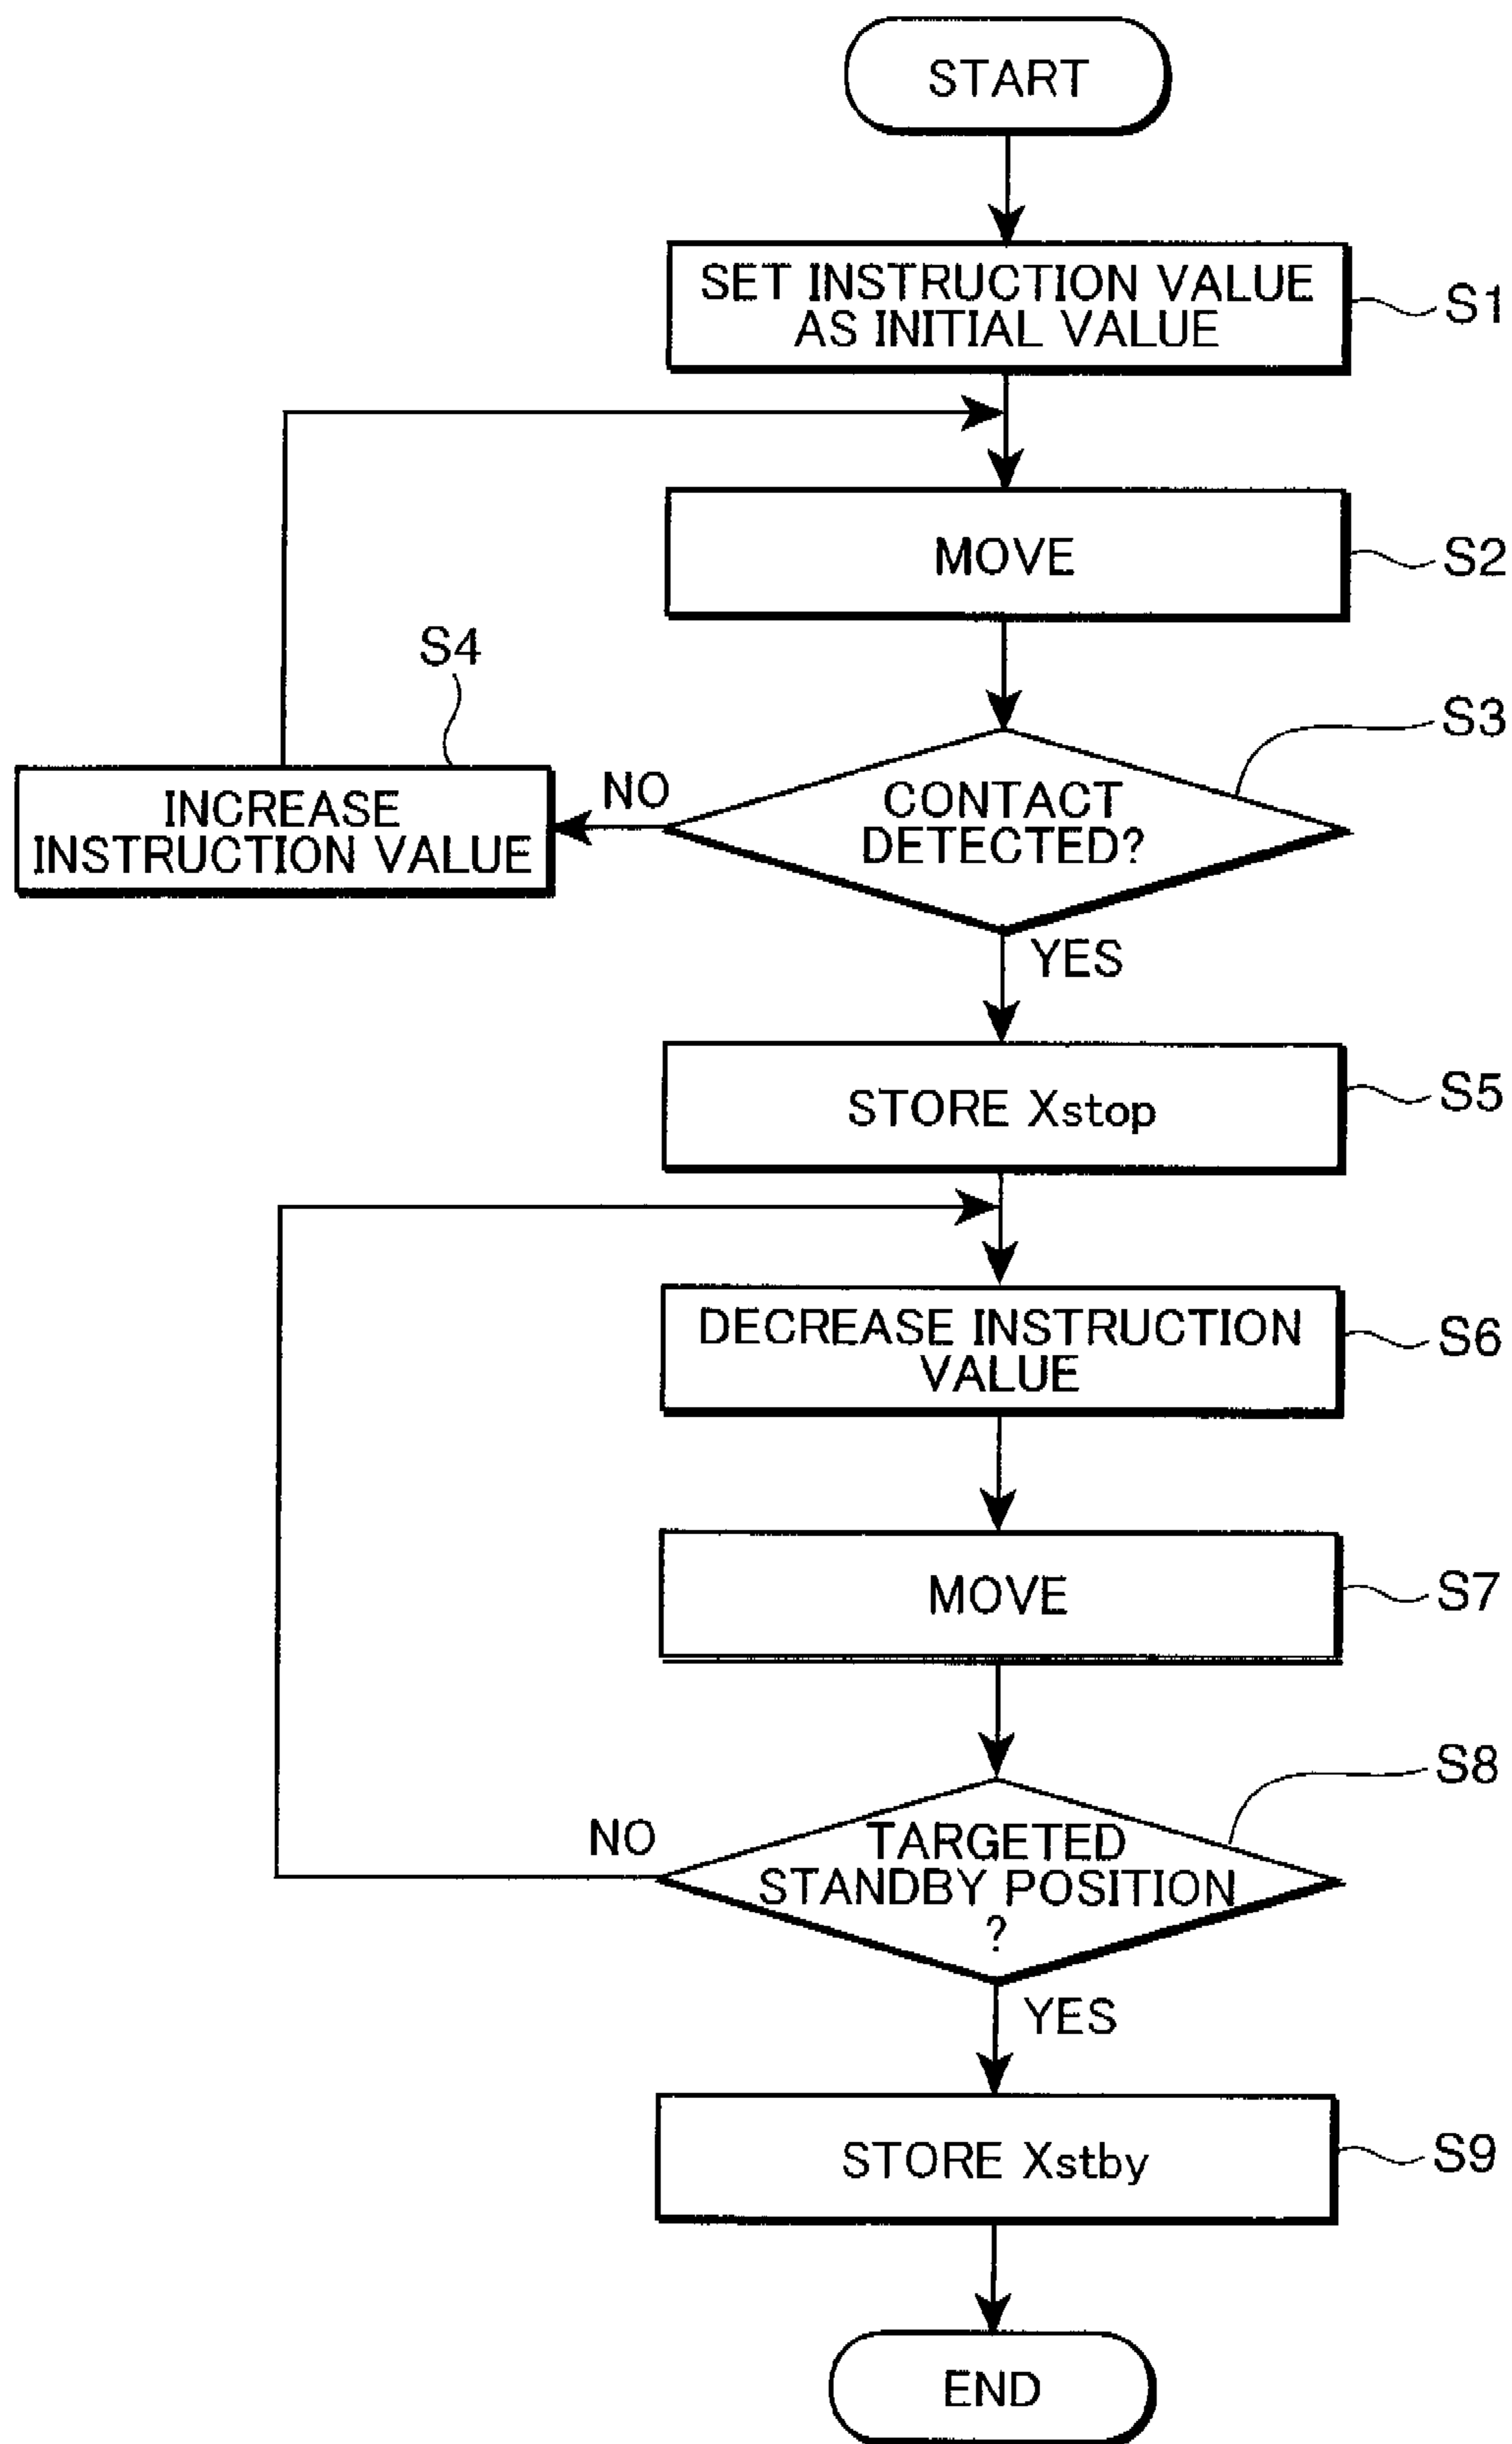 START
SET INSTRUCTION VALUE
AS INITIAL VALUE
S1
MOVE
S2
S4
S3
INCREASE
INSTRUCTION VALUE
NO
CONTACT
DETECTED?
YES
STORE Xstop
S5
DECREASE INSTRUCTION
VALUE
S6
MOVE
S7
S8
NO
TARGETED
STANDBY POSITION
?
YES
STORE Xstby
S9
END